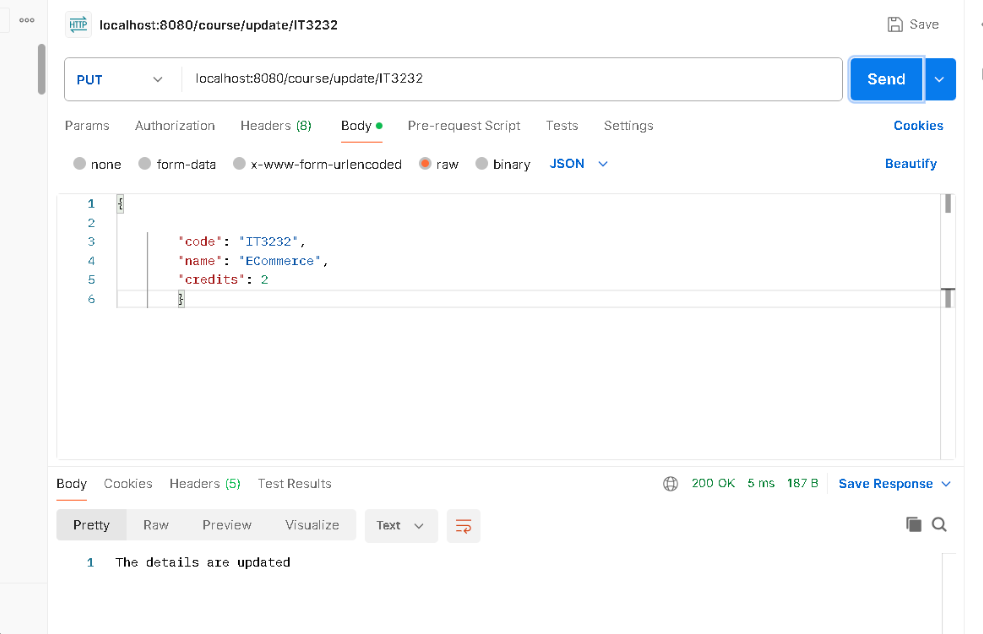 HTTP localhost:8080/course/update/IT3232 Save
PUT localhost:8080/course/update/IT3232 Send
Params Authorization Headers (8) Body Pre-request Script Tests Settings Cookies
none form-data x-www-form-urlencoded raw binary JSON Beautify
1 {
2
3 "code": "IT3232",
4 "name": "ECommerce",
5 "credits": 2
6 }
Body Cookies Headers (5) Test Results 200 OK 5 ms 187 B Save Response
Pretty Raw Preview Visualize Text
1 The details are updated